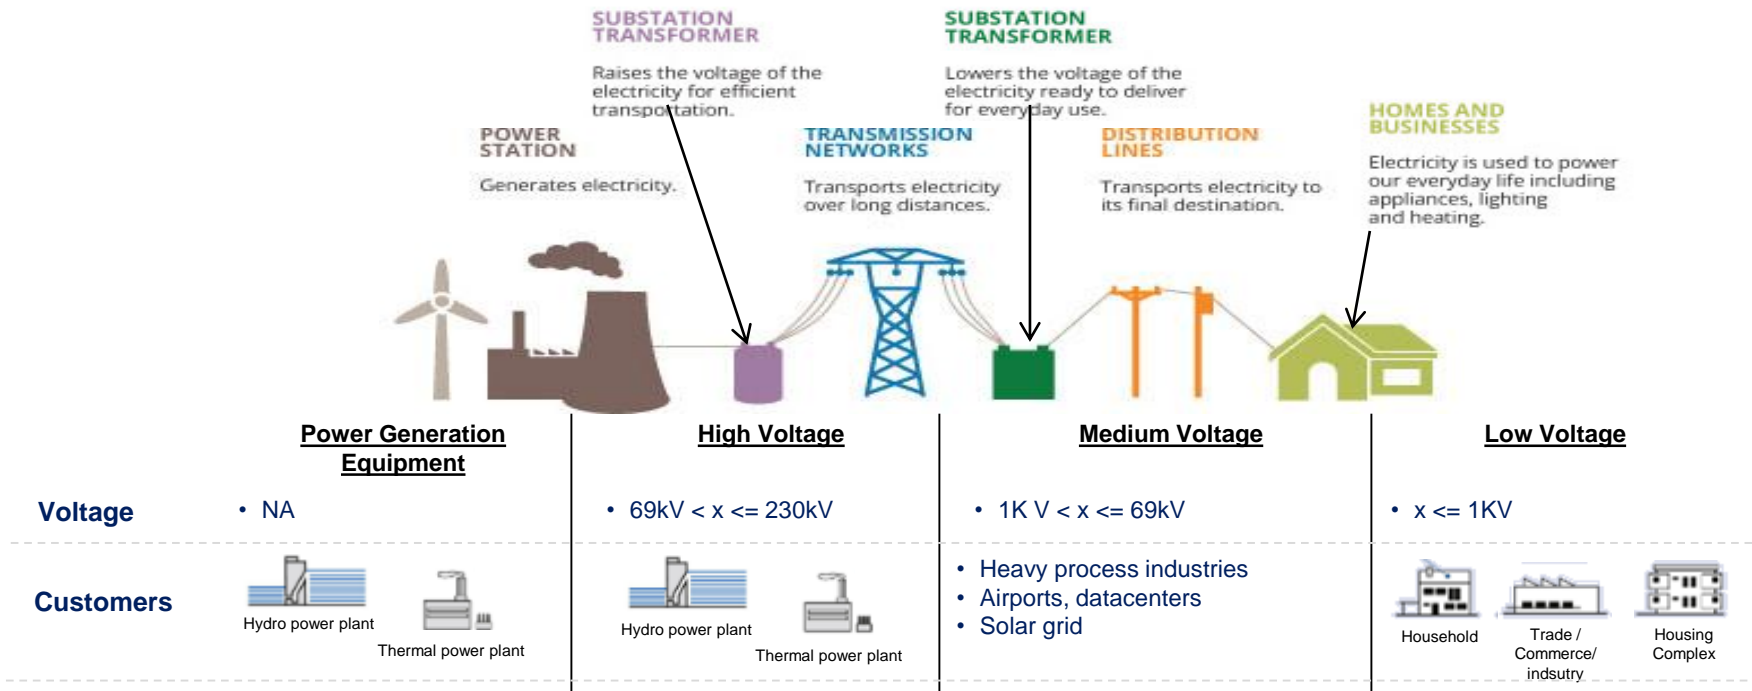 SUBSTATION
TRANSFORMER
Raises the voltage of the
electricity for efficient
transportation.
SUBSTATION
TRANSFORMER
Lowers the voltage of the
electricity ready to deliver
for everyday use.
POWER
STATION
Generates electricity.
TRANSMISSION
NETWORKS
Transports electricity
over long distances.
DISTRIBUTION
LINES
Transports electricity to
its final destination.
HOMES AND
BUSINESSES
Electricity is used to power
our everyday life including
appliances, lighting
and heating.
Power Generation
Equipment
High Voltage
Medium Voltage
Low Voltage
Voltage
• NA
• 69kV < x <= 230kV
• 1K V < x <= 69kV
• x <= 1KV
Customers
Hydro power plant
Thermal power plant
Hydro power plant
Thermal power plant
• Heavy process industries
• Airports, datacenters
• Solar grid
Household
Trade /
Commerce/
indsutry
Housing
Complex